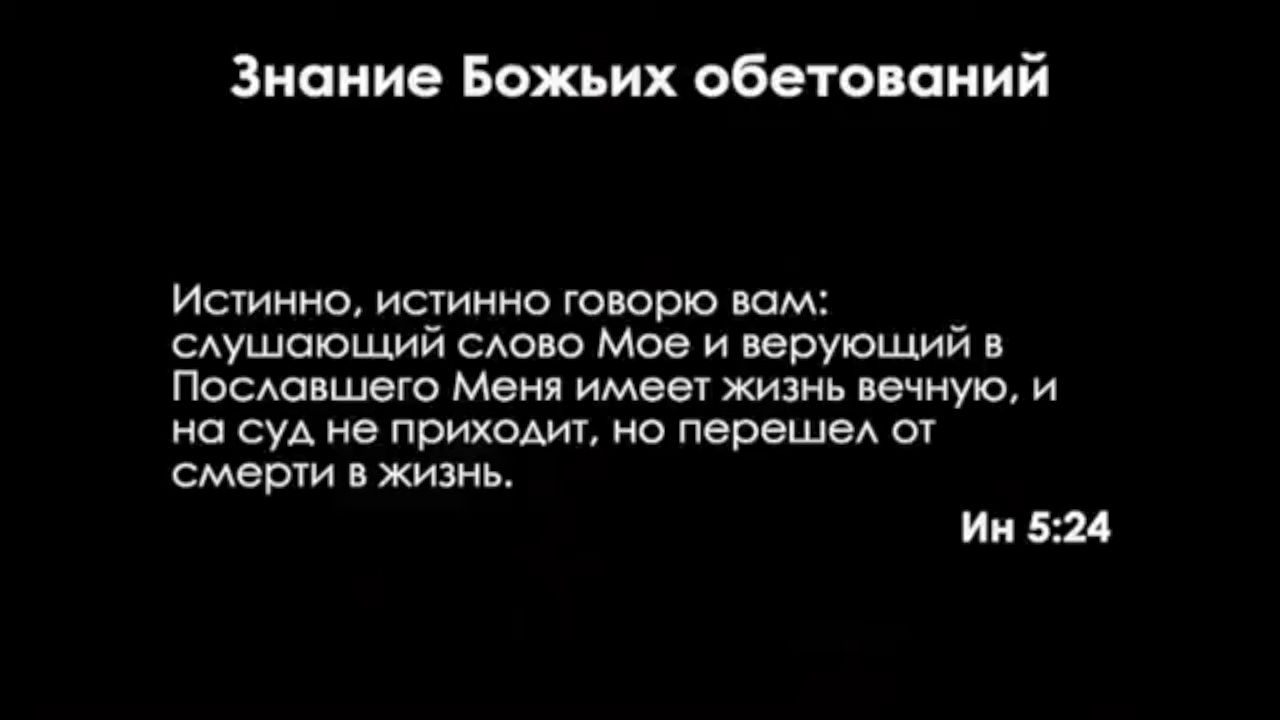 Знание Божьих обетований
Истинно, истинно говорю вам:
слушающий слово Мое и верующий в
Пославшего Меня имеет жизнь вечную, и
на суд не приходит, но перешел от
смерти в жизнь.
Ин 5:24